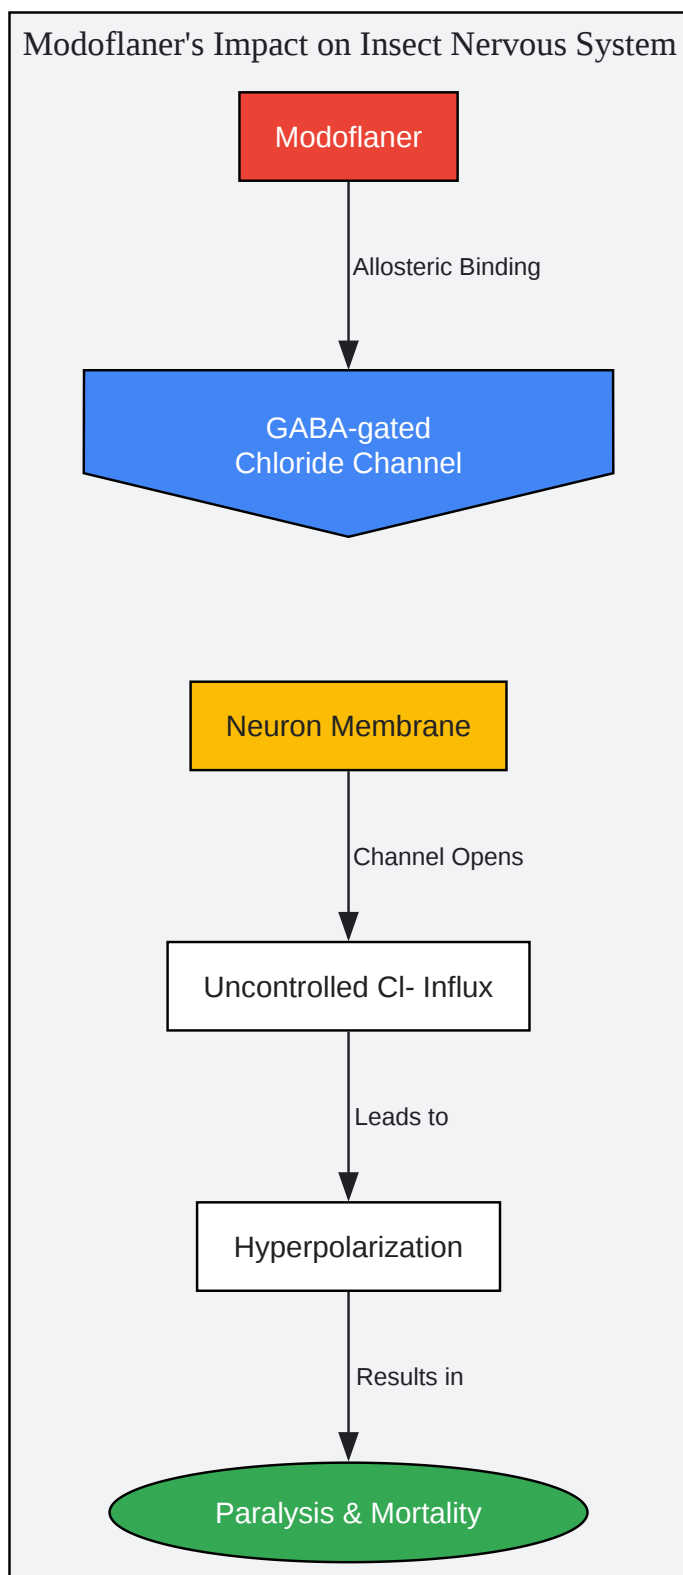 Modoflaner's Impact on Insect Nervous System
Modoflaner
Allosteric Binding
GABA-gated
Chloride Channel
Neuron Membrane
Channel Opens
Uncontrolled Cl- Influx
Leads to
Hyperpolarization
Results in
Paralysis & Mortality